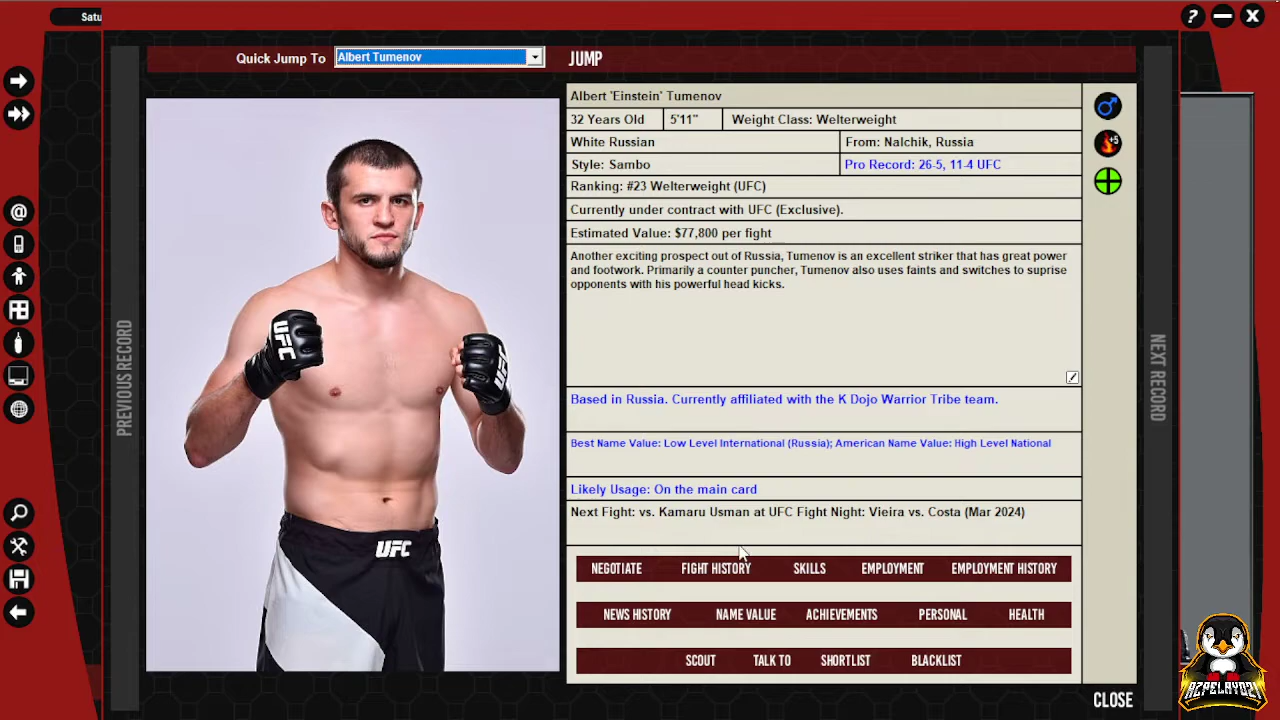 Satu
?
X
Quick Jump To
Albert Tumenov
JUMP
Albert 'Einstein' Tumenov
32 Years Old
5'11"
Weight Class: Welterweight
White Russian
From: Nalchik, Russia
Style: Sambo
Pro Record: 26-5, 11-4 UFC
Ranking: #23 Welterweight (UFC)
Currently under contract with UFC (Exclusive).
Estimated Value: $77,800 per fight
Another exciting prospect out of Russia, Tumenov is an excellent striker that has great power
and footwork. Primarily a counter puncher, Tumenov also uses faints and switches to suprise
opponents with his powerful head kicks.
Based in Russia. Currently affiliated with the K Dojo Warrior Tribe team.
Best Name Value: Low Level International (Russia); American Name Value: High Level National
Likely Usage: On the main card
Next Fight: vs. Kamaru Usman at UFC Fight Night: Vieira vs. Costa (Mar 2024)
NEGOTIATE FIGHT HISTORY SKILLS EMPLOYMENT EMPLOYMENT HISTORY
NEWS HISTORY NAME VALUE ACHIEVEMENTS PERSONAL HEALTH
SCOUT TALK TO SHORTLIST BLACKLIST
CLOSE
PREVIOUS RECORD
NEXT RECORD
+5
@
UFC
UFC
UFC
ACPELAYO21